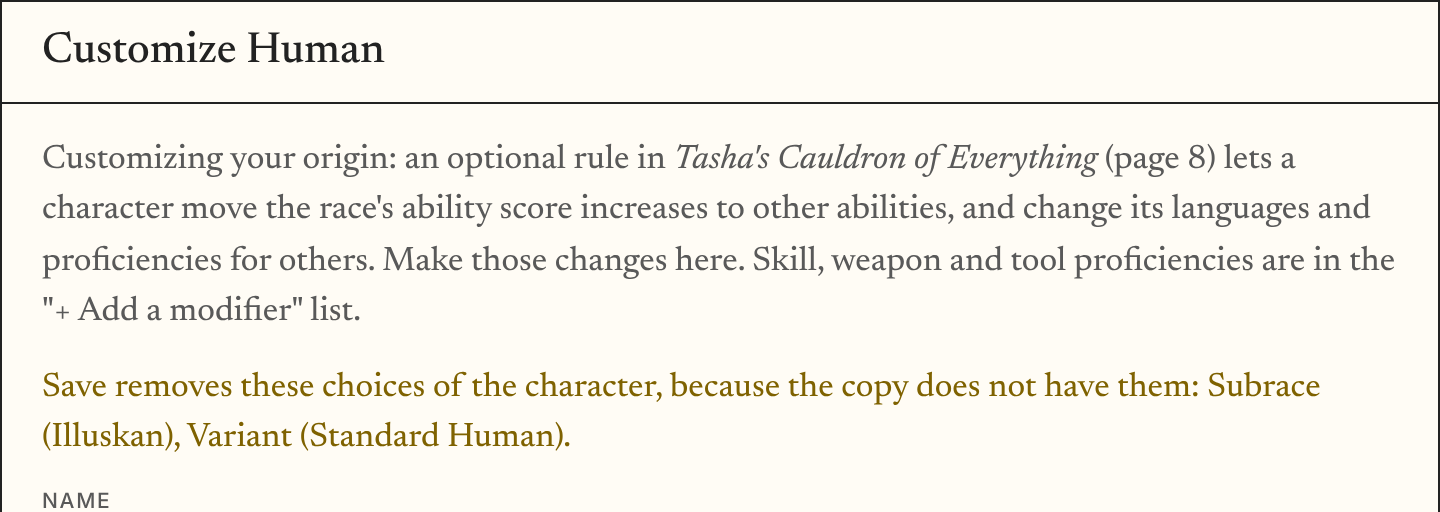 Customize Human
Customizing your origin: an optional rule in Tasha's Cauldron of Everything (page 8) lets a
character move the race's ability score increases to other abilities, and change its languages and
proficiencies for others. Make those changes here. Skill, weapon and tool proficiencies are in the
"+ Add a modifier" list.
Save removes these choices of the character, because the copy does not have them: Subrace
(Illuskan), Variant (Standard Human).
NAME